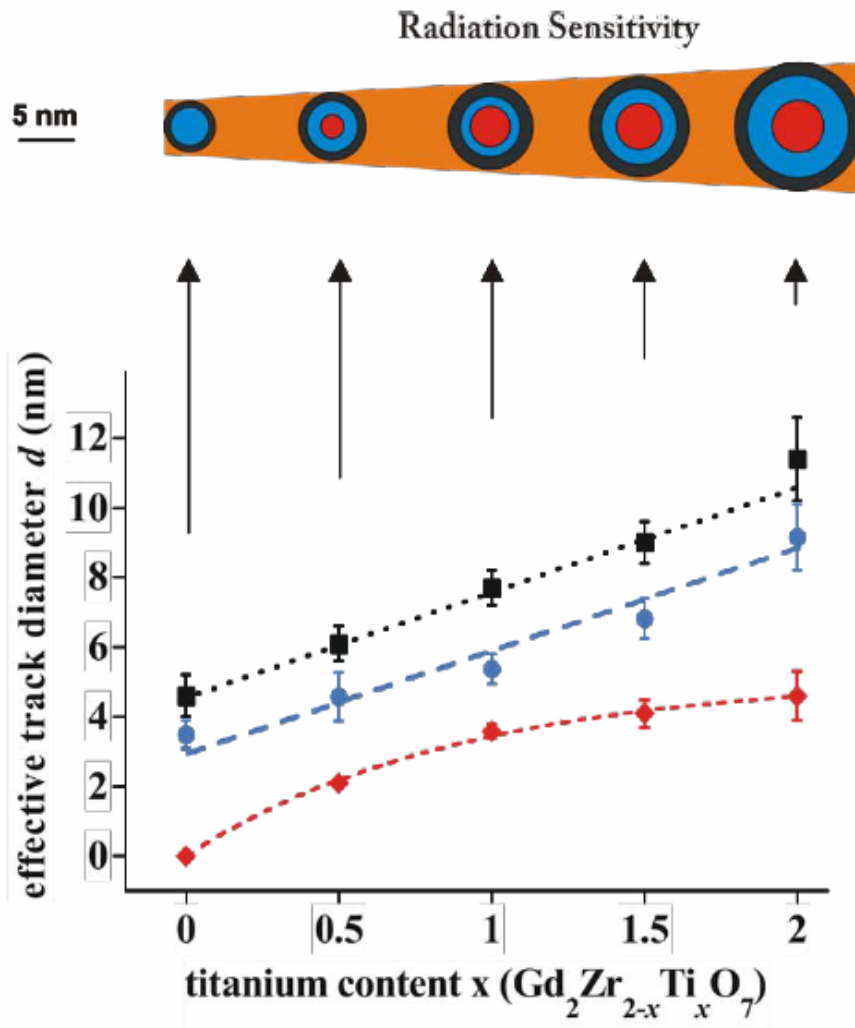 Radiation Sensitivity
5 nm
effective track diameter d (nm)
12
10
8
6
4
2
0
0 0.5 1 1.5 2
titanium content x (Gd₂Zr₂₋ₓTiₓO₇)